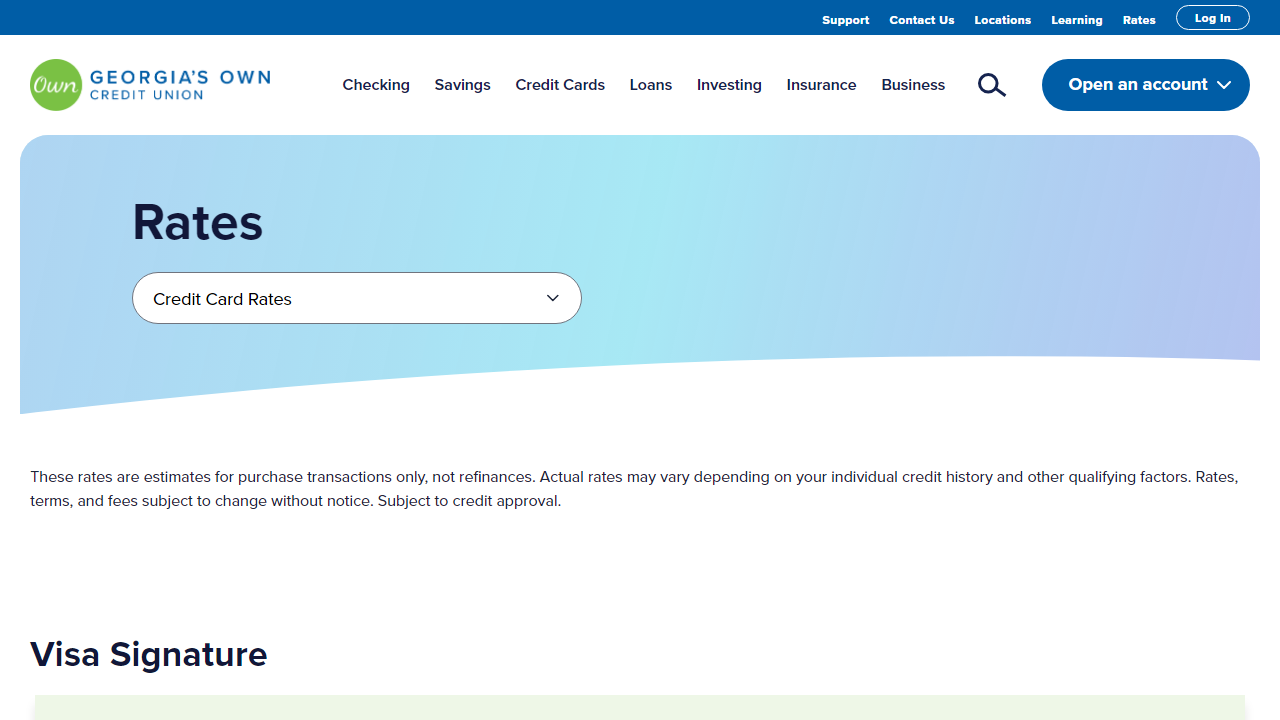 Support Contact Us Locations Learning Rates Log In
Own GEORGIA'S OWN
CREDIT UNION
Checking Savings Credit Cards Loans Investing Insurance Business Open an account
Rates
Credit Card Rates
These rates are estimates for purchase transactions only, not refinances. Actual rates may vary depending on your individual credit history and other qualifying factors. Rates,
terms, and fees subject to change without notice. Subject to credit approval.
Visa Signature